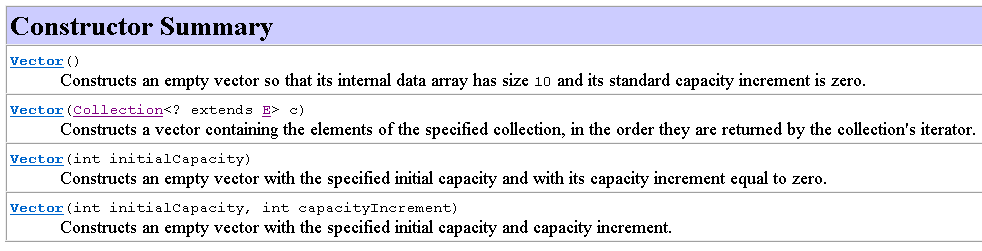 Constructor Summary
Vector()
Constructs an empty vector so that its internal data array has size 10 and its standard capacity increment is zero.
Vector(Collection<? extends E> c)
Constructs a vector containing the elements of the specified collection, in the order they are returned by the collection's iterator.
Vector(int initialCapacity)
Constructs an empty vector with the specified initial capacity and with its capacity increment equal to zero.
Vector(int initialCapacity, int capacityIncrement)
Constructs an empty vector with the specified initial capacity and capacity increment.